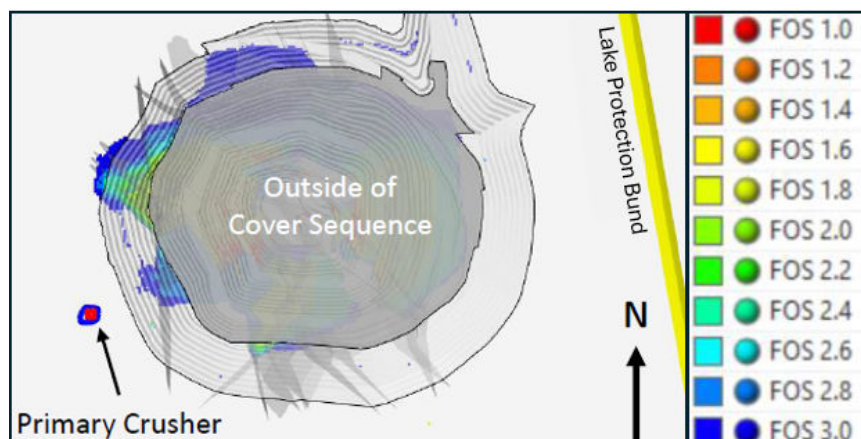 Outside of
Cover Sequence
Lake Protection Bund
N
Primary Crusher
FOS 1.0
FOS 1.2
FOS 1.4
FOS 1.6
FOS 1.8
FOS 2.0
FOS 2.2
FOS 2.4
FOS 2.6
FOS 2.8
FOS 3.0